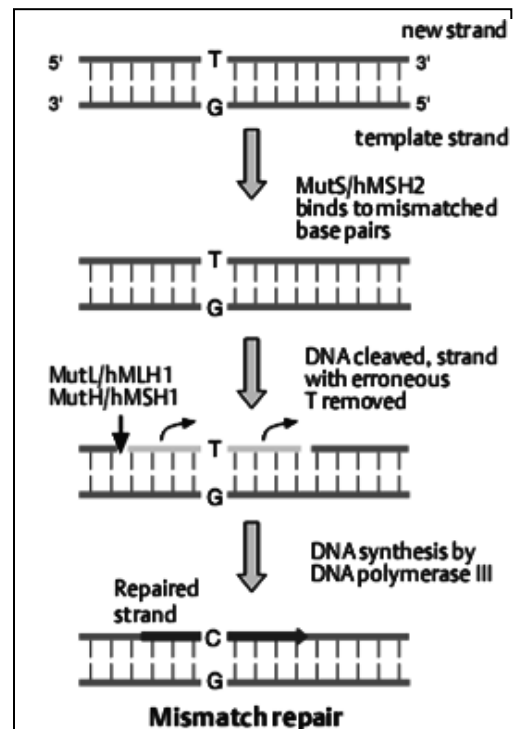 new strand
5' T 3'
3' G 5'
template strand
MutS/hMSH2
binds to mismatched
base pairs
T
G
DNA cleaved, strand
with erroneous
T removed
MutL/hMLH1
MutH/hMSH1
T
G
DNA synthesis by
DNA polymerase III
Repaired
strand
C
G
Mismatch repair